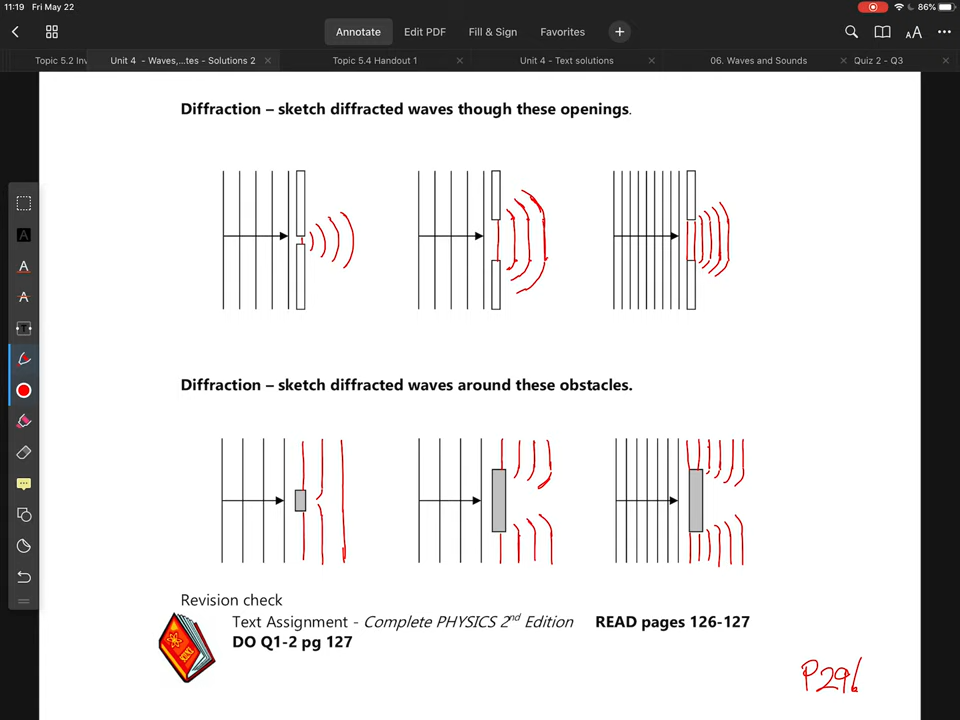 11:19 Fri May 22
86%
Annotate Edit PDF Fill & Sign Favorites
AA
Topic 5.2 Inv Unit 4 - Waves,...tes - Solutions 2 Topic 5.4 Handout 1 Unit 4 - Text solutions 06. Waves and Sounds Quiz 2 - Q3
Diffraction – sketch diffracted waves though these openings.
A
A
A
T
Diffraction – sketch diffracted waves around these obstacles.
Revision check
Text Assignment - Complete PHYSICS 2nd Edition READ pages 126-127
DO Q1-2 pg 127